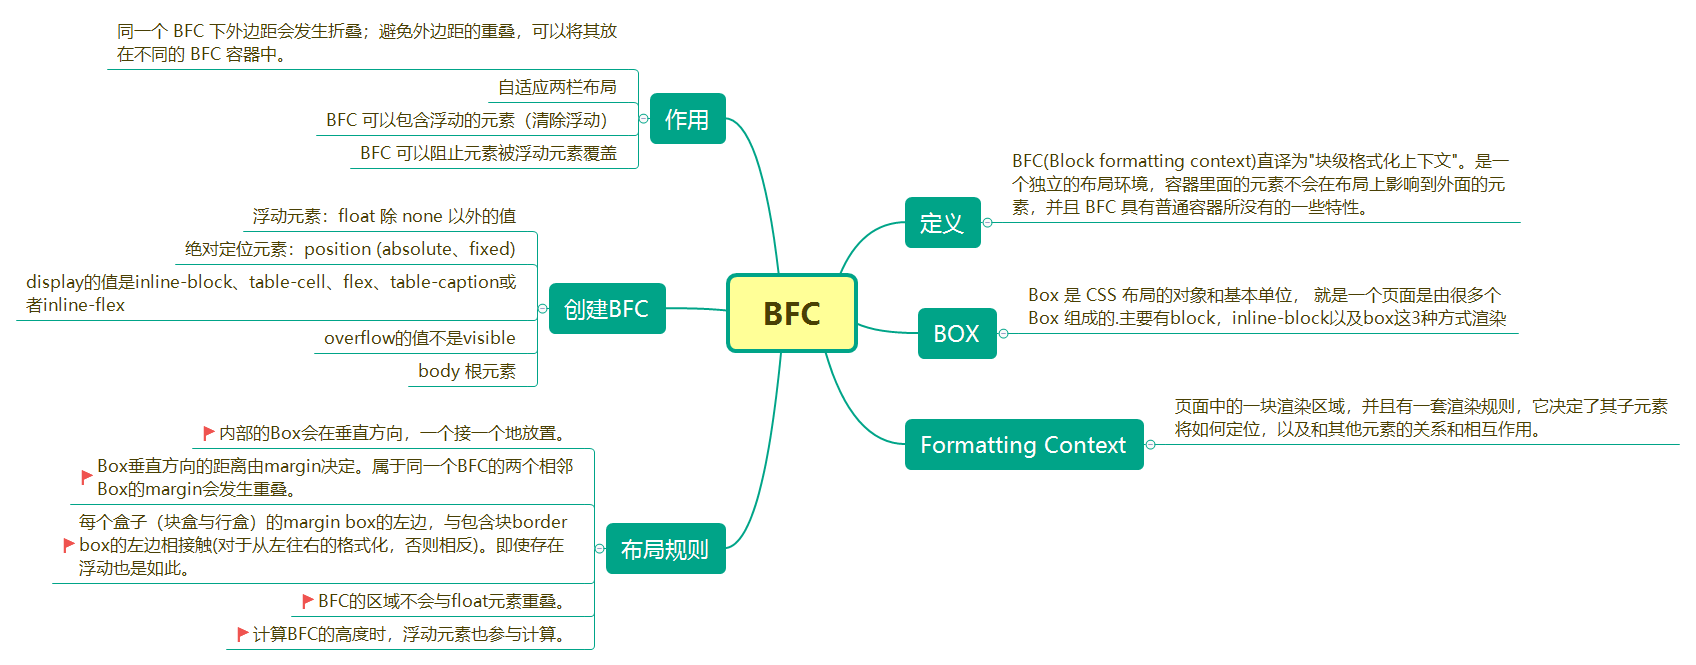 同一个 BFC 下外边距会发生折叠；避免外边距的重叠，可以将其放
在不同的 BFC 容器中。
自适应两栏布局
BFC 可以包含浮动的元素（清除浮动）
BFC 可以阻止元素被浮动元素覆盖
作用
浮动元素：float 除 none 以外的值
绝对定位元素：position (absolute、fixed)
display的值是inline-block、table-cell、flex、table-caption或
者inline-flex
overflow的值不是visible
body 根元素
创建BFC
内部的Box会在垂直方向，一个接一个地放置。
Box垂直方向的距离由margin决定。属于同一个BFC的两个相邻
Box的margin会发生重叠。
每个盒子（块盒与行盒）的margin box的左边，与包含块border
box的左边相接触(对于从左往右的格式化，否则相反)。即使存在
浮动也是如此。
BFC的区域不会与float元素重叠。
计算BFC的高度时，浮动元素也参与计算。
布局规则
BFC
定义
BFC(Block formatting context)直译为"块级格式化上下文"。是一
个独立的布局环境，容器里面的元素不会在布局上影响到外面的元
素，并且 BFC 具有普通容器所没有的一些特性。
BOX
Box 是 CSS 布局的对象和基本单位， 就是一个页面是由很多个
Box 组成的.主要有block，inline-block以及box这3种方式渲染
Formatting Context
页面中的一块渲染区域，并且有一套渲染规则，它决定了其子元素
将如何定位，以及和其他元素的关系和相互作用。